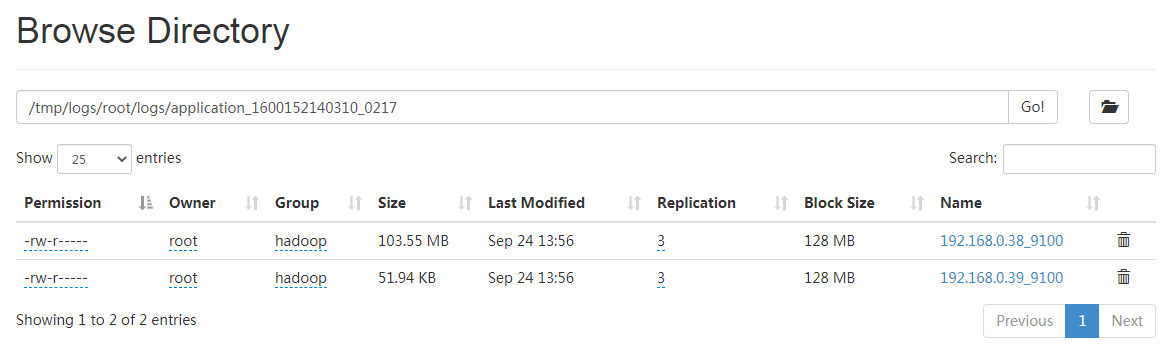 Browse Directory
/tmp/logs/root/logs/application_1600152140310_0217 Go!
Show 25 entries Search:
Permission Owner Group Size Last Modified Replication Block Size Name
-rw-r----- root hadoop 103.55 MB Sep 24 13:56 3 128 MB 192.168.0.38_9100
-rw-r----- root hadoop 51.94 KB Sep 24 13:56 3 128 MB 192.168.0.39_9100
Showing 1 to 2 of 2 entries Previous 1 Next